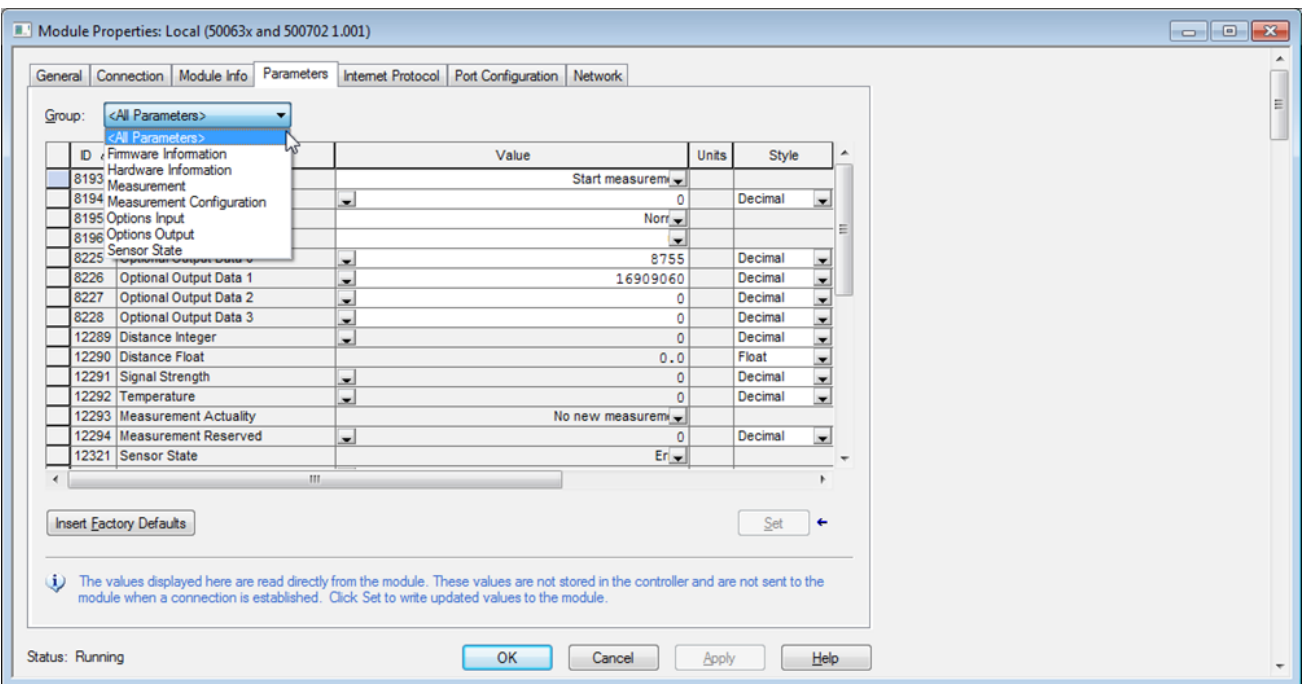 Module Properties: Local (50063x and 500702 1.001)
General Connection Module Info Parameters Internet Protocol Port Configuration Network
Group: <All Parameters>
<All Parameters>
Firmware Information
Hardware Information
Measurement
Measurement Configuration
Options Input
Options Output
Sensor State
ID Value Units Style
8193 Start measurem
8194 0 Decimal
8195 Norr
8196
8225 Optional Output Data 0 8755 Decimal
8226 Optional Output Data 1 16909060 Decimal
8227 Optional Output Data 2 0 Decimal
8228 Optional Output Data 3 0 Decimal
12289 Distance Integer 0 Decimal
12290 Distance Float 0.0 Float
12291 Signal Strength 0 Decimal
12292 Temperature 0 Decimal
12293 Measurement Actuality No new measurem
12294 Measurement Reserved 0 Decimal
12321 Sensor State Er
Insert Factory Defaults Set
The values displayed here are read directly from the module. These values are not stored in the controller and are not sent to the
module when a connection is established. Click Set to write updated values to the module.
Status: Running OK Cancel Apply Help